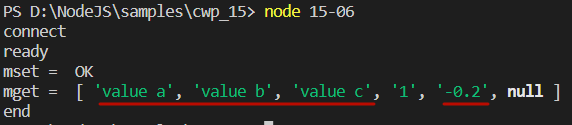 PS D:\NodeJS\samples\cwp_15> node 15-06
connect
ready
mset =  OK
mget =  [ 'value a', 'value b', 'value c', '1', '-0.2', null ]
end